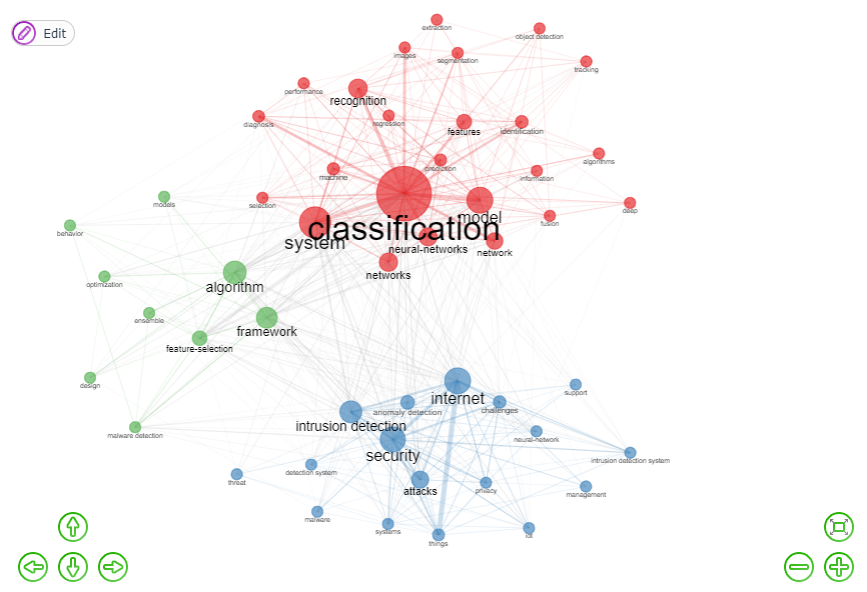 Edit
extraction
object detection
images
segmentation
tracking
performance
recognition
diagnosis
regression
features
identification
algorithms
production
machine
information
models
selection
deep
model
fusion
behavior
classification
system
neural-networks
network
networks
optimization
algorithm
ensemble
framework
feature-selection
design
support
internet
challenges
anomaly detection
intrusion detection
malware detection
neural-network
security
intrusion detection system
detection system
threat
attacks
privacy
management
malware
systems
things
iot